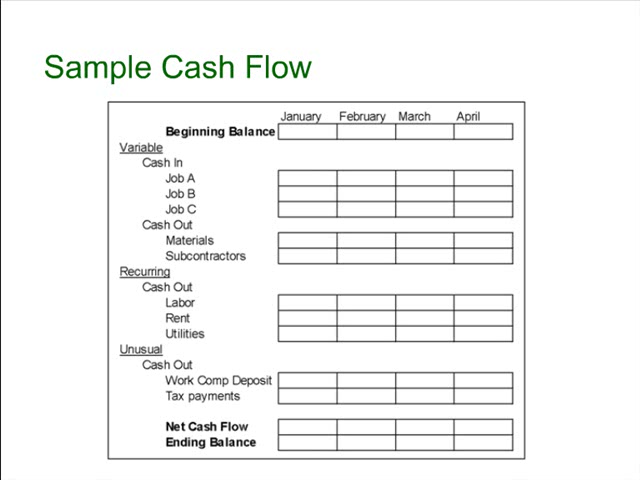 Sample Cash Flow
January February March April
Beginning Balance
Variable
Cash In
Job A
Job B
Job C
Cash Out
Materials
Subcontractors
Recurring
Cash Out
Labor
Rent
Utilities
Unusual
Cash Out
Work Comp Deposit
Tax payments
Net Cash Flow
Ending Balance